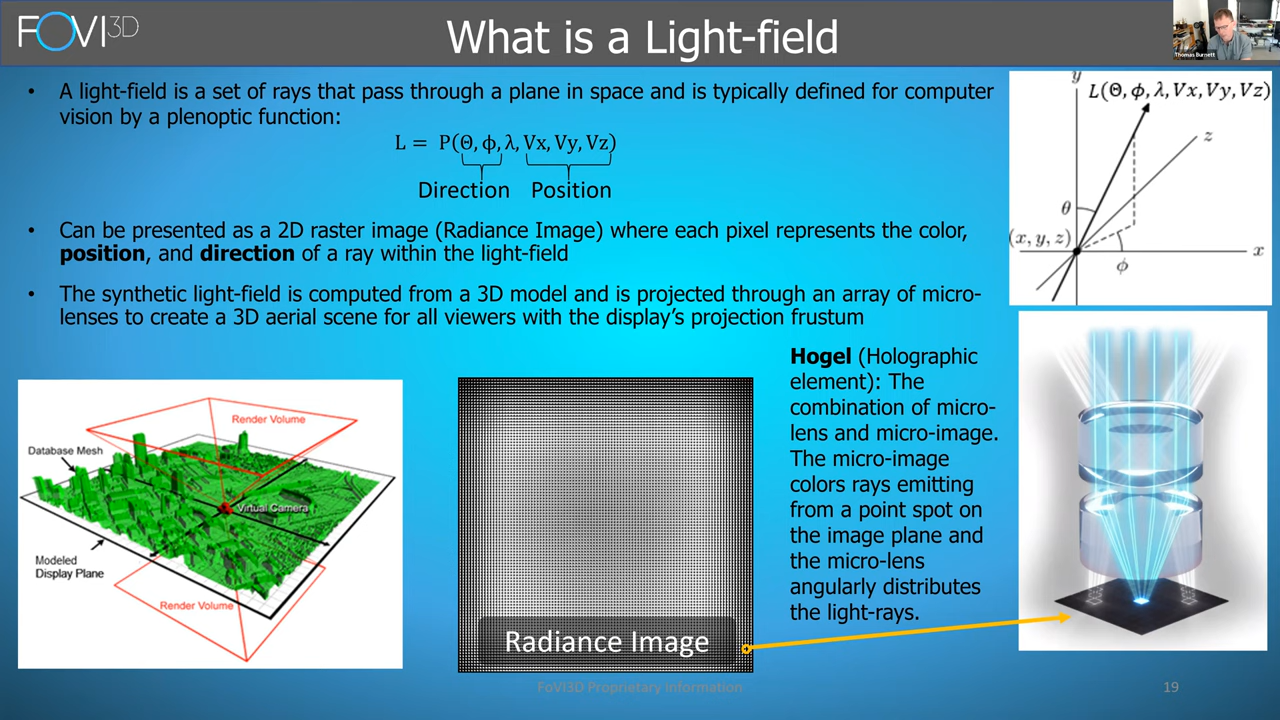 FOVI3D
What is a Light-field
Thomas Burnett
• A light-field is a set of rays that pass through a plane in space and is typically defined for computer
vision by a plenoptic function:
L = P(Θ, ϕ, λ, Vx, Vy, Vz)
Direction Position
• Can be presented as a 2D raster image (Radiance Image) where each pixel represents the color,
position, and direction of a ray within the light-field
• The synthetic light-field is computed from a 3D model and is projected through an array of micro-
lenses to create a 3D aerial scene for all viewers with the display's projection frustum
y
L(Θ, ϕ, λ, Vx, Vy, Vz)
z
θ
(x, y, z)
x
ϕ
Render Volume
Database Mesh
Virtual Camera
Modeled
Display Plane
Render Volume
Radiance Image
Hogel (Holographic
element): The
combination of micro-
lens and micro-image.
The micro-image
colors rays emitting
from a point spot on
the image plane and
the micro-lens
angularly distributes
the light-rays.
FoVI3D Proprietary Information
19